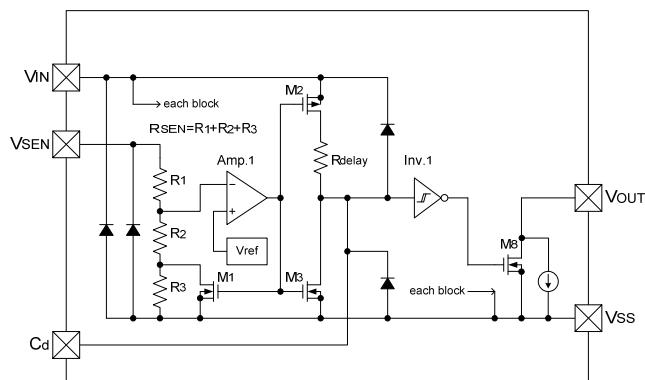 VIN
M2
each block
RSEN=R1+R2+R3
VSEN
Amp.1
Rdelay
Inv.1
R1
−
+
VOUT
R2
Vref
M8
M1
M3
each block
R3
VSS
Cd